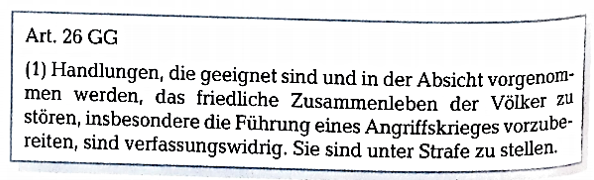 Art. 26 GG
(1) Handlungen, die geeignet sind und in der Absicht vorgenom-
men werden, das friedliche Zusammenleben der Völker zu
stören, insbesondere die Führung eines Angriffskrieges vorzube-
reiten, sind verfassungswidrig. Sie sind unter Strafe zu stellen.